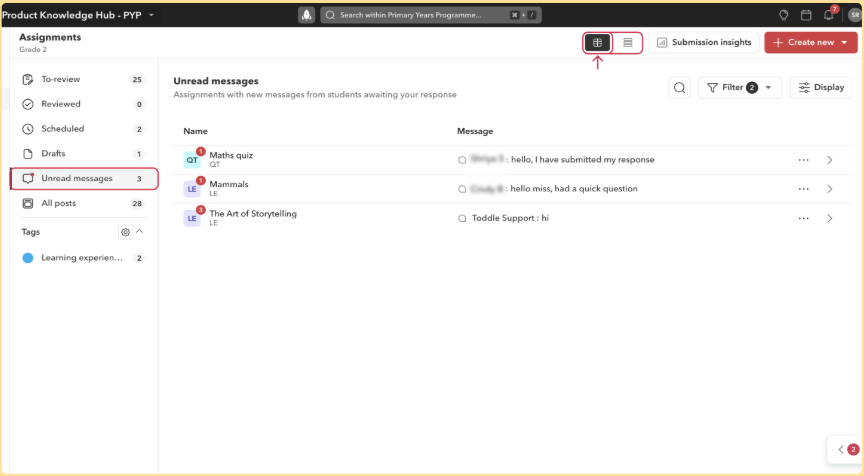 Product Knowledge Hub - PYP
Search within Primary Years Programme...
⌘ + /
7
SR
Assignments
Grade 2
Submission insights
+ Create new
To-review 25
Reviewed 0
Scheduled 2
Drafts 1
Unread messages 3
All posts 28
Tags
Learning experien... 2
Unread messages
Assignments with new messages from students awaiting your response
Filter 2
Display
Name Message
QT 1 Maths quiz
QT
: hello, I have submitted my response
LE 1 Mammals
LE
: hello miss, had a quick question
LE 3 The Art of Storytelling
LE
Toddle Support : hi
2